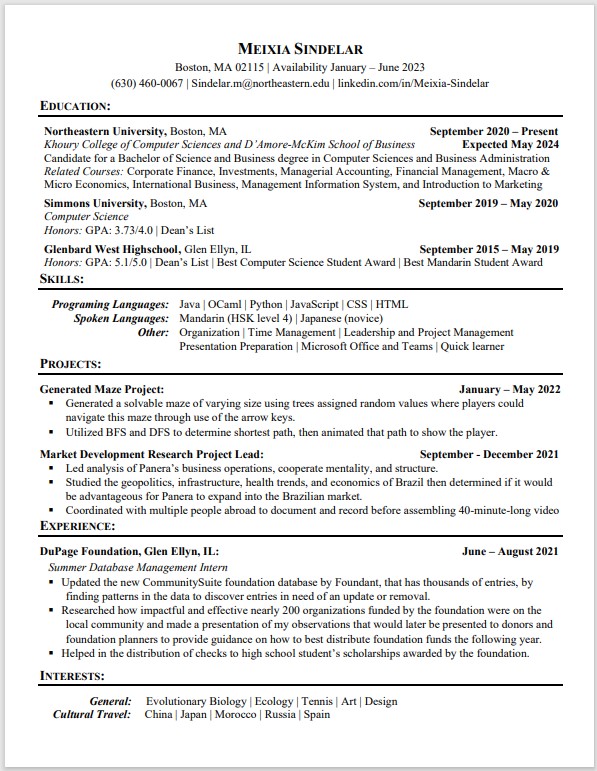 MEIXIA SINDELAR
Boston, MA 02115 | Availability January – June 2023
(630) 460-0067 | Sindelar.m@northeastern.edu | linkedin.com/in/Meixia-Sindelar
EDUCATION:
Northeastern University, Boston, MA September 2020 – Present
Khoury College of Computer Sciences and D’Amore-McKim School of Business Expected May 2024
Candidate for a Bachelor of Science and Business degree in Computer Sciences and Business Administration
Related Courses: Corporate Finance, Investments, Managerial Accounting, Financial Management, Macro &
Micro Economics, International Business, Management Information System, and Introduction to Marketing
Simmons University, Boston, MA September 2019 – May 2020
Computer Science
Honors: GPA: 3.73/4.0 | Dean’s List
Glenbard West Highschool, Glen Ellyn, IL September 2015 – May 2019
Honors: GPA: 5.1/5.0 | Dean’s List | Best Computer Science Student Award | Best Mandarin Student Award
SKILLS:
Programing Languages: Java | OCaml | Python | JavaScript | CSS | HTML
Spoken Languages: Mandarin (HSK level 4) | Japanese (novice)
Other: Organization | Time Management | Leadership and Project Management
Presentation Preparation | Microsoft Office and Teams | Quick learner
PROJECTS:
Generated Maze Project: January – May 2022
▪ Generated a solvable maze of varying size using trees assigned random values where players could
navigate this maze through use of the arrow keys.
▪ Utilized BFS and DFS to determine shortest path, then animated that path to show the player.
Market Development Research Project Lead: September - December 2021
▪ Led analysis of Panera’s business operations, cooperate mentality, and structure.
▪ Studied the geopolitics, infrastructure, health trends, and economics of Brazil then determined if it would
be advantageous for Panera to expand into the Brazilian market.
▪ Coordinated with multiple people abroad to document and record before assembling 40-minute-long video
EXPERIENCE:
DuPage Foundation, Glen Ellyn, IL: June – August 2021
Summer Database Management Intern
▪ Updated the new CommunitySuite foundation database by Foundant, that has thousands of entries, by
finding patterns in the data to discover entries in need of an update or removal.
▪ Researched how impactful and effective nearly 200 organizations funded by the foundation were on the
local community and made a presentation of my observations that would later be presented to donors and
foundation planners to provide guidance on how to best distribute foundation funds the following year.
▪ Helped in the distribution of checks to high school student’s scholarships awarded by the foundation.
INTERESTS:
General: Evolutionary Biology | Ecology | Tennis | Art | Design
Cultural Travel: China | Japan | Morocco | Russia | Spain